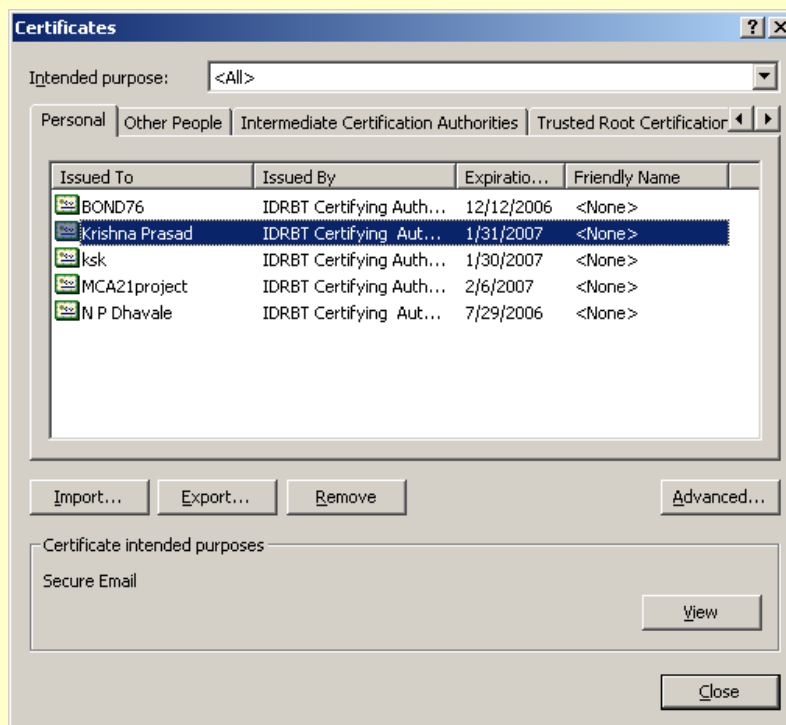 Certificates
Intended purpose: <All>
Personal Other People Intermediate Certification Authorities Trusted Root Certification
Issued To Issued By Expiratio... Friendly Name
BOND76 IDRBT Certifying Auth... 12/12/2006 <None>
Krishna Prasad IDRBT Certifying Aut... 1/31/2007 <None>
ksk IDRBT Certifying Auth... 1/30/2007 <None>
MCA21project IDRBT Certifying Auth... 2/6/2007 <None>
N P Dhavale IDRBT Certifying Aut... 7/29/2006 <None>
Import... Export... Remove Advanced...
Certificate intended purposes
Secure Email
View
Close